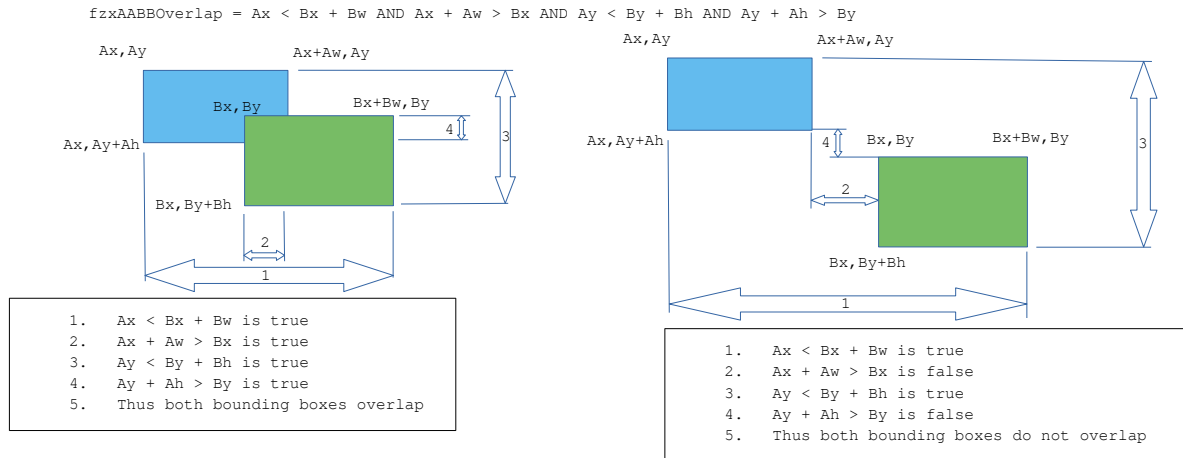 fzxAABBOverlap = Ax < Bx + Bw AND Ax + Aw > Bx AND Ay < By + Bh AND Ay + Ah > By
Ax,Ay
Ax+Aw,Ay
Bx,By
Bx+Bw,By
4
3
Ax,Ay+Ah
Bx,By+Bh
2
1
1. Ax < Bx + Bw is true
2. Ax + Aw > Bx is true
3. Ay < By + Bh is true
4. Ay + Ah > By is true
5. Thus both bounding boxes overlap
Ax,Ay
Ax+Aw,Ay
Ax,Ay+Ah
4
Bx,By
Bx+Bw,By
3
2
Bx,By+Bh
1
1. Ax < Bx + Bw is true
2. Ax + Aw > Bx is false
3. Ay < By + Bh is true
4. Ay + Ah > By is false
5. Thus both bounding boxes do not overlap